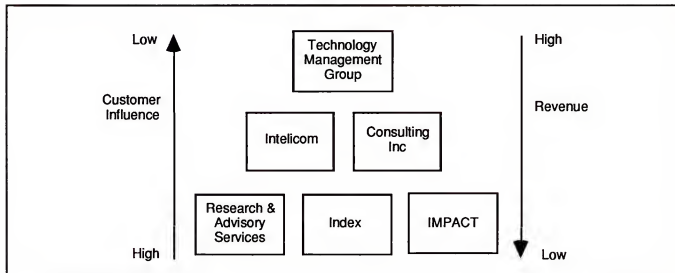 Low
Technology
Management
Group
High
Customer
Influence
Revenue
Intelicom
Consulting
Inc
Research &
Advisory
Services
Index
IMPACT
High
Low